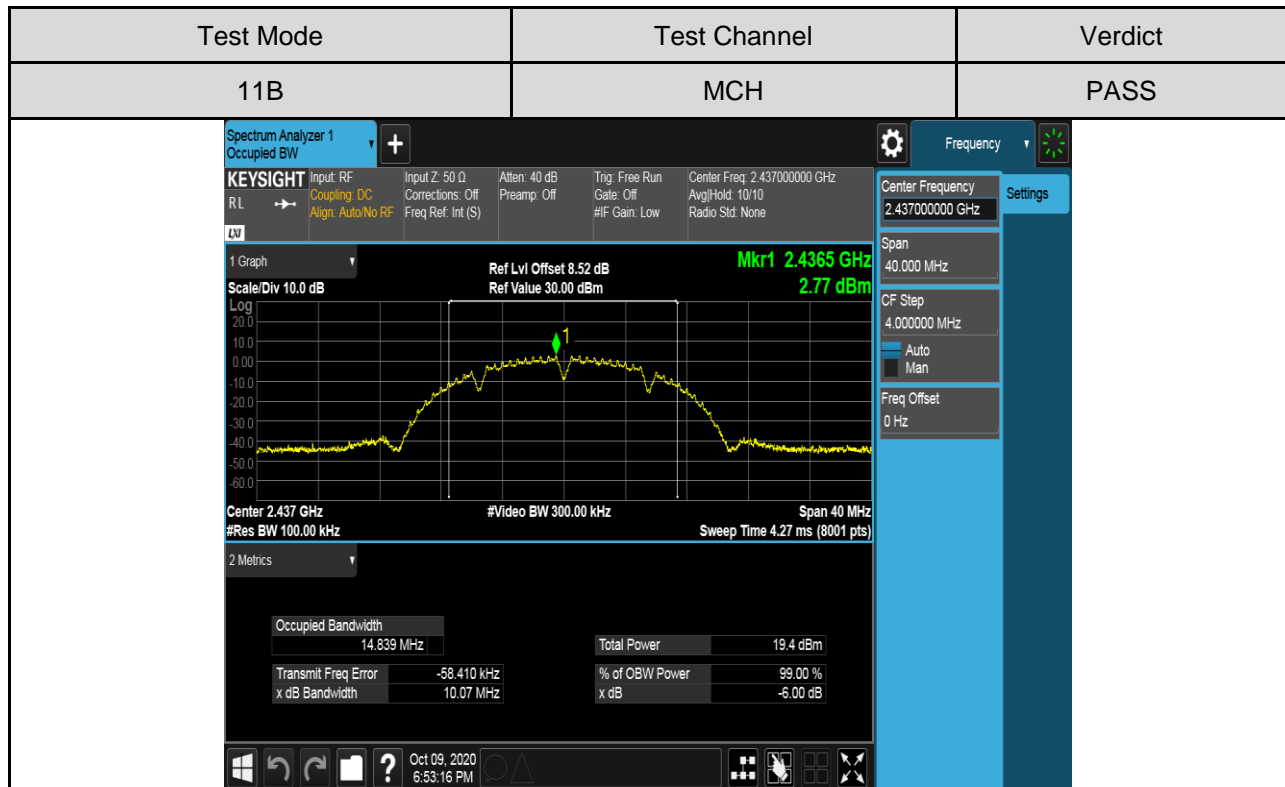 Test Mode Test Channel Verdict
11B MCH PASS
Spectrum Analyzer 1
Occupied BW
+
Frequency
KEYSIGHT Input: RF Input Z: 50 Ω Atten: 40 dB Trig: Free Run Center Freq: 2.437000000 GHz
RL Coupling: DC Corrections: Off Preamp: Off Gate: Off Avg|Hold: 10/10
Align: Auto/No RF Freq Ref: Int (S) #IF Gain: Low Radio Std: None
LXI
Center Frequency
2.437000000 GHz
Settings
Span
40.000 MHz
CF Step
4.000000 MHz
Auto
Man
Freq Offset
0 Hz
1 Graph
Ref Lvl Offset 8.52 dB
Mkr1 2.4365 GHz
Scale/Div 10.0 dB Ref Value 30.00 dBm 2.77 dBm
Log
20.0
10.0
0.00
-10.0
-20.0
-30.0
-40.0
-50.0
-60.0
1
Center 2.437 GHz #Video BW 300.00 kHz Span 40 MHz
#Res BW 100.00 kHz Sweep Time 4.27 ms (8001 pts)
2 Metrics
Occupied Bandwidth
14.839 MHz
Total Power 19.4 dBm
Transmit Freq Error -58.410 kHz % of OBW Power 99.00 %
x dB Bandwidth 10.07 MHz x dB -6.00 dB
?
Oct 09, 2020
6:53:16 PM